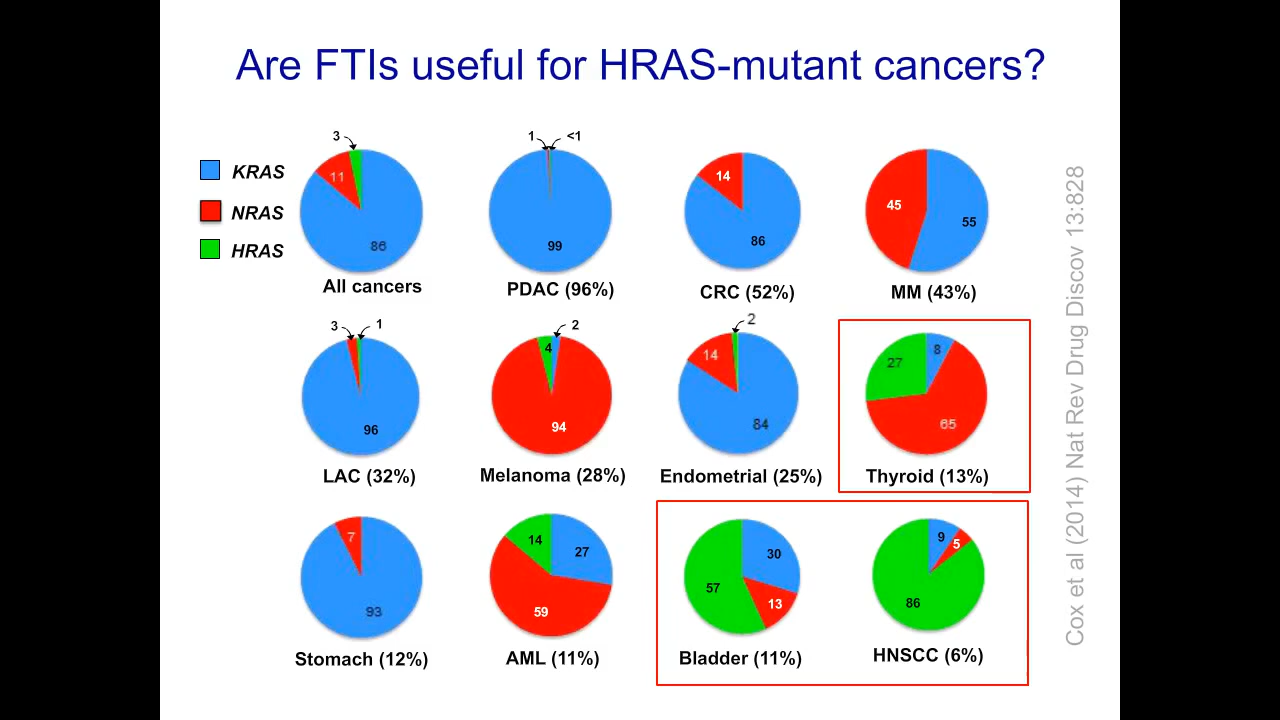 Are FTIs useful for HRAS-mutant cancers?
KRAS
NRAS
HRAS
3
11
86
All cancers
1
<1
99
PDAC (96%)
14
86
CRC (52%)
45
55
MM (43%)
3
1
96
LAC (32%)
4
2
94
Melanoma (28%)
14
2
84
Endometrial (25%)
27
8
65
Thyroid (13%)
7
93
Stomach (12%)
14
27
59
AML (11%)
57
30
13
Bladder (11%)
9
5
86
HNSCC (6%)
Cox et al (2014) Nat Rev Drug Discov 13:828